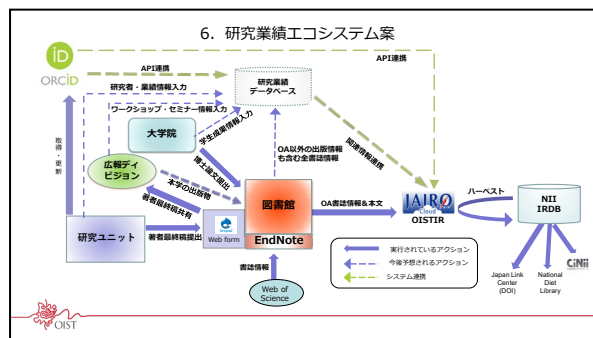 6. 研究業績エコシステム案
iD
ORCID
API連携
API連携
研究者・業績情報入力
ワークショップ・セミナー情報入力
研究業績
データベース
大学院
学生成果情報入力
取得・更新
博士論文提出
OA以外の出版情報
も含む全書誌情報
関連情報連携
広報ディ
ビジョン
本学の出版物
著者最終稿共有
図書館
EndNote
OA書誌情報&本文
JAIRO
Cloud
OISTIR
ハーベスト
NII
IRDB
研究ユニット
著者最終稿提出
Drupal
Web form
書誌情報
Web of
Science
実行されているアクション
今後予想されるアクション
システム連携
Japan Link
Center
(DOI)
National
Diet
Library
CiNii
OIST